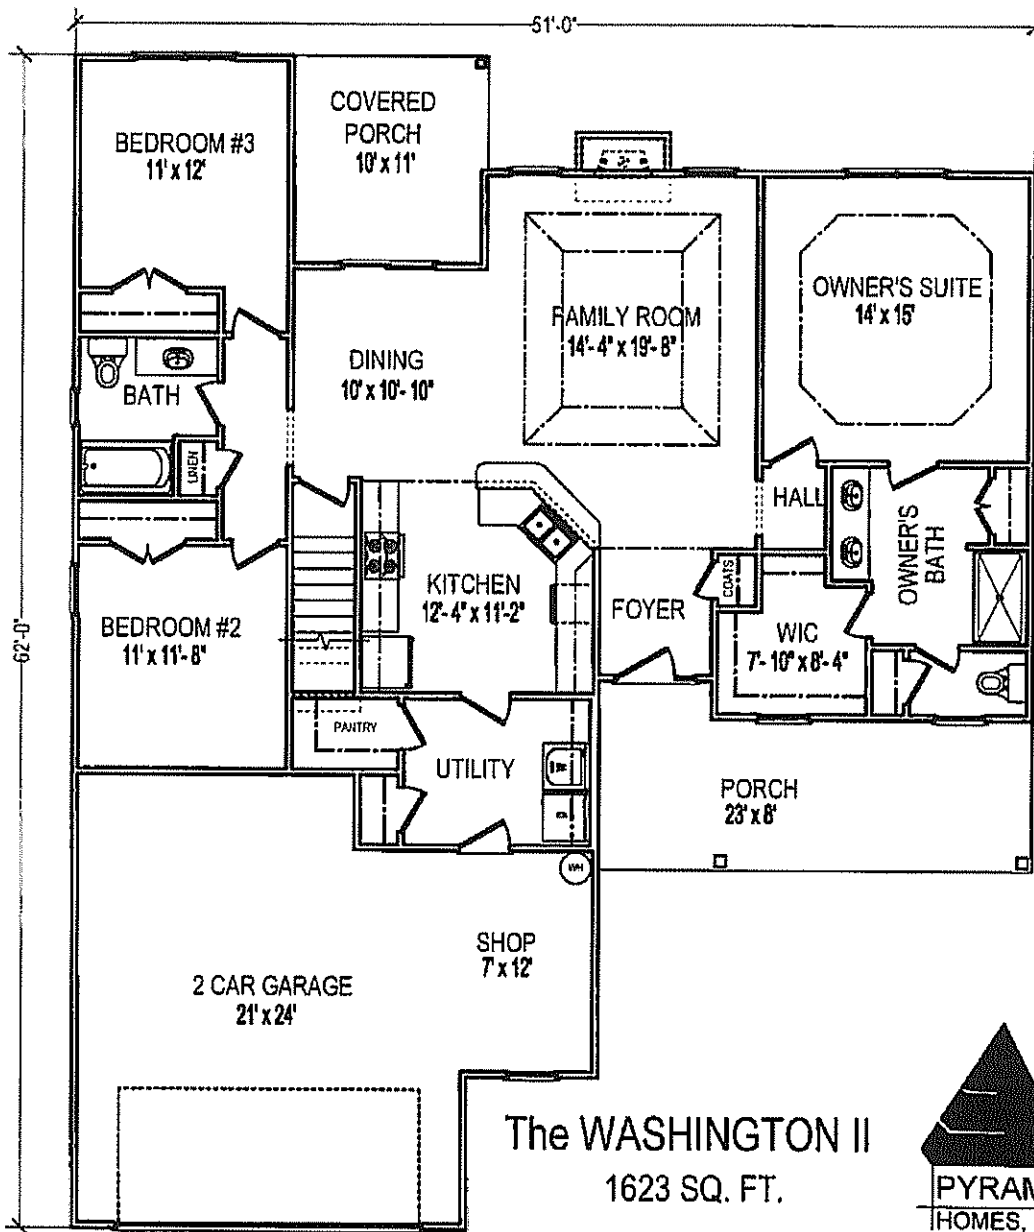 51'-0"
COVERED
PORCH
10' x 11'
BEDROOM #3
11' x 12'
OWNER'S SUITE
14' x 15'
FAMILY ROOM
14'- 4" x 19'- 8"
DINING
10' x 10'- 10"
BATH
LINEN
HALL
OWNER'S
BATH
KITCHEN
12'- 4" x 11'- 2"
COATS
FOYER
WIC
7'- 10" x 8'- 4"
BEDROOM #2
11' x 11'- 8"
62'-0"
PANTRY
UTILITY
PORCH
23' x 8'
WH
SHOP
7' x 12'
2 CAR GARAGE
21' x 24'
The WASHINGTON II
1623 SQ. FT.
PYRAM
HOMES,